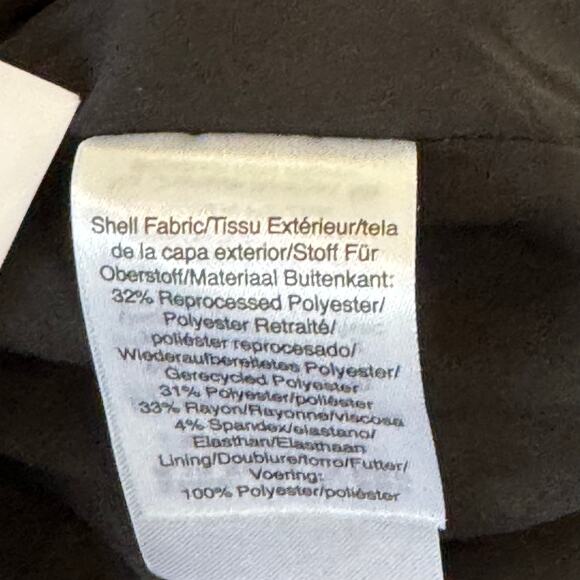 Shell Fabric/Tissu Extérieur/tela
de la capa exterior/Stoff Für
Oberstoff/Materiaal Buitenkant:
32% Reprocessed Polyester/
Polyester Retraité/
poliéster reprocesado/
Wiederaufbereitetes Polyester/
Gerecycled Polyester
31% Polyester/poliéster
33% Rayon/Rayonne/viscosa
4% Spandex/elastano/
Elasthan/Elasthaan
Lining/Doublure/forro/Futter/
Voering:
100% Polyester/poliéster